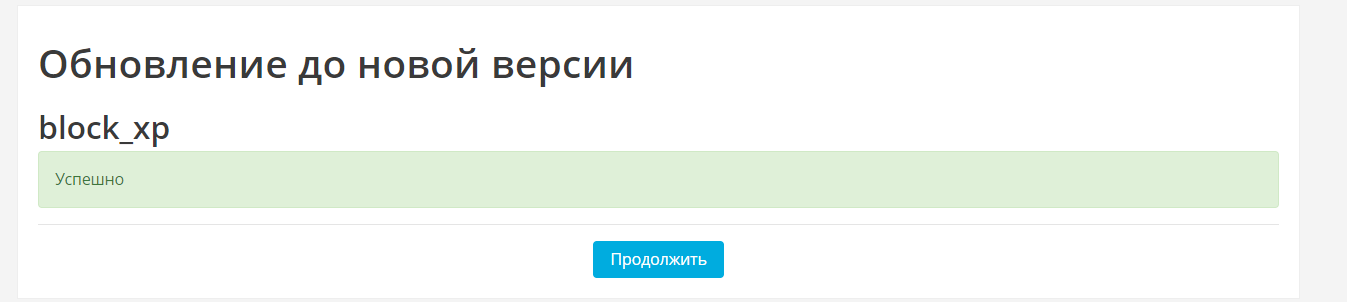 Обновление до новой версии
block_xp
Успешно
Продолжить